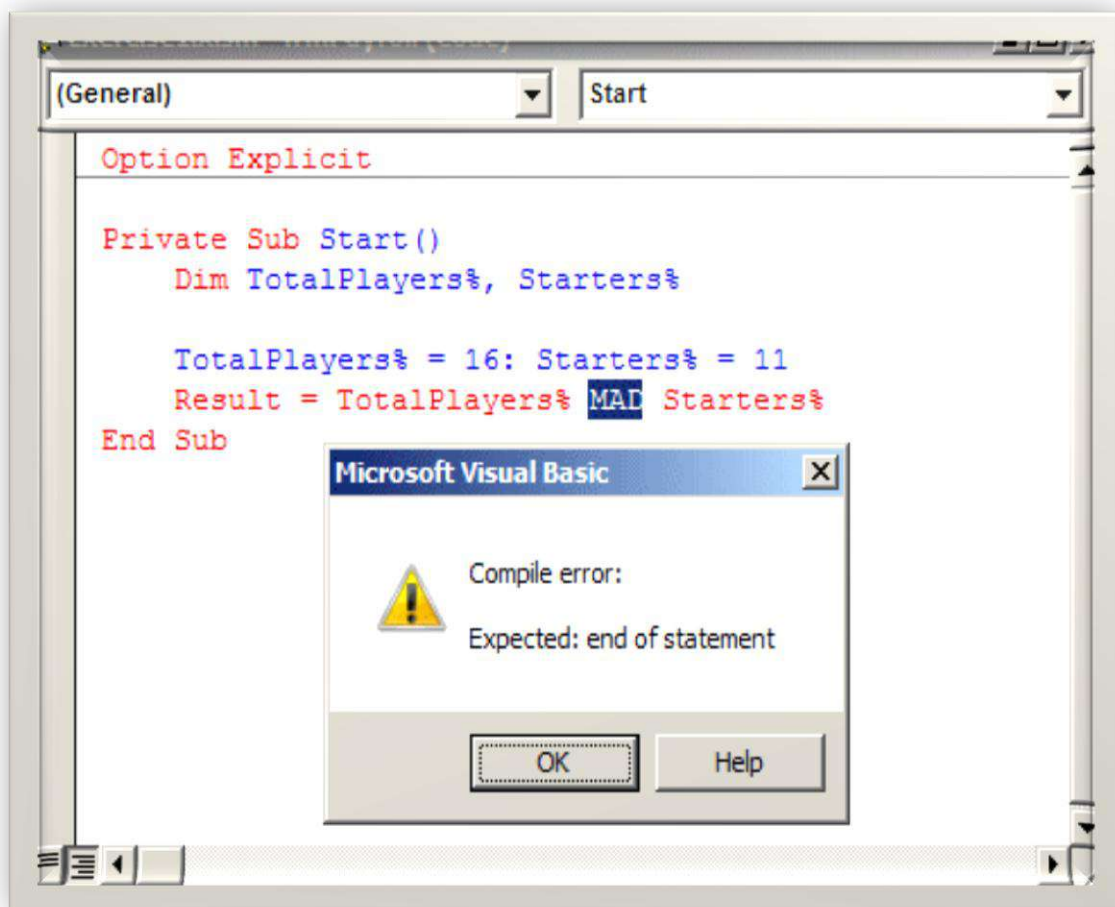 (General)
Start
Option Explicit
Private Sub Start()
Dim TotalPlayers%, Starters%
TotalPlayers% = 16: Starters% = 11
Result = TotalPlayers% MAD Starters%
End Sub
Microsoft Visual Basic
Compile error:
Expected: end of statement
OK
Help